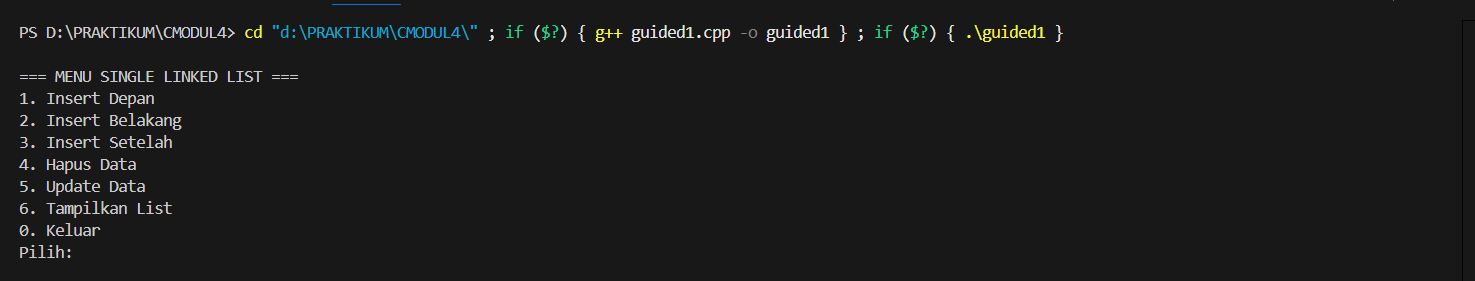 PS D:\PRAKTIKUM\CMODUL4> cd "d:\PRAKTIKUM\CMODUL4\" ; if ($?) { g++ guided1.cpp -o guided1 } ; if ($?) { .\guided1 }
=== MENU SINGLE LINKED LIST ===
1. Insert Depan
2. Insert Belakang
3. Insert Setelah
4. Hapus Data
5. Update Data
6. Tampilkan List
0. Keluar
Pilih: